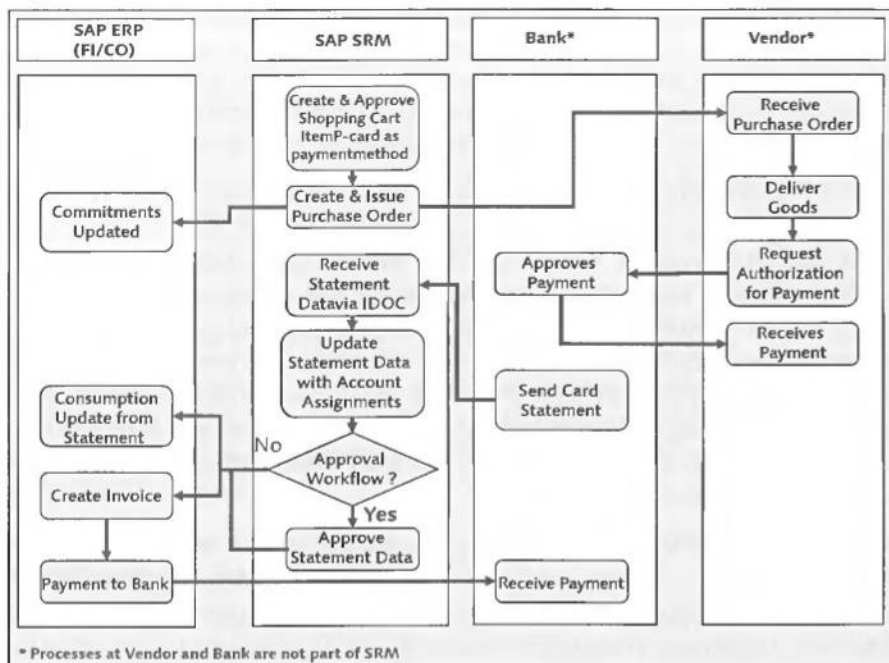 SAP ERP
(FI/CO)
SAP SRM
Bank*
Vendor*
Create & Approve
Shopping Cart
ItemP-card as
paymentmethod
Receive
Purchase Order
Commitments
Updated
Create & Issue
Purchase Order
Deliver
Goods
Receive
Statement
Datavia IDOC
Approves
Payment
Request
Authorization
for Payment
Receives
Payment
Update
Statement Data
with Account
Assignments
Consumption
Update from
Statement
Send Card
Statement
No
Approval
Workflow ?
Create Invoice
Yes
Approve
Statement Data
Payment to Bank
Receive Payment
* Processes at Vendor and Bank are not part of SRM